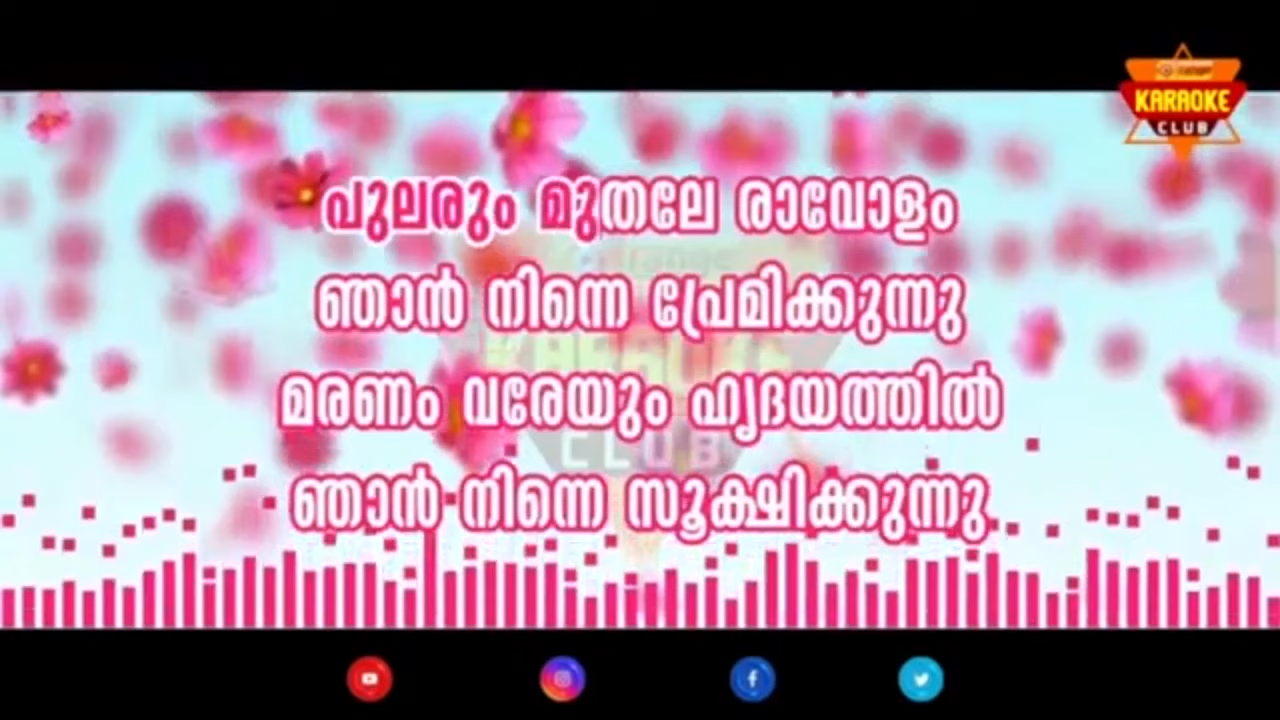 KARAOKE
CLUB
പുലരും മുതലേ രാവോളം
ഞാൻ നിന്നെ പ്രേമിക്കുന്നു
മരണം വരേയും ഹൃദയത്തിൽ
ഞാൻ നിന്നെ സൂക്ഷിക്കുന്നു